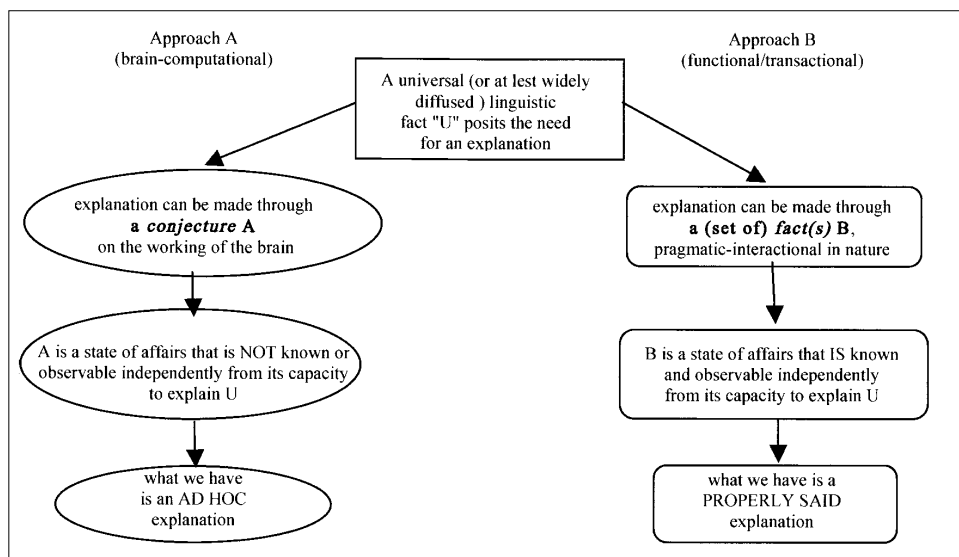 Approach A
(brain-computational)
Approach B
(functional/transactional)
A universal (or at lest widely
diffused ) linguistic
fact "U" posits the need
for an explanation
explanation can be made through
a conjecture A
on the working of the brain
explanation can be made through
a (set of) fact(s) B,
pragmatic-interactional in nature
A is a state of affairs that is NOT known or
observable independently from its capacity
to explain U
B is a state of affairs that IS known
and observable independently
from its capacity to explain U
what we have
is an AD HOC
explanation
what we have is a
PROPERLY SAID
explanation